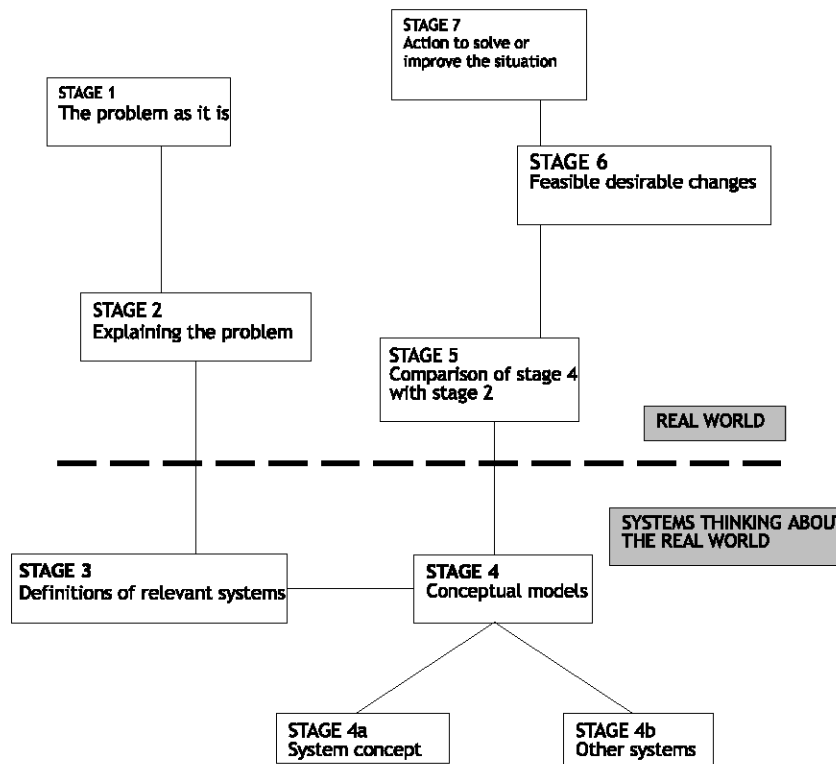 STAGE 1
The problem as it is
STAGE 2
Explaining the problem
STAGE 3
Definitions of relevant systems
STAGE 4
Conceptual models
STAGE 4a
System concept
STAGE 4b
Other systems
STAGE 5
Comparison of stage 4
with stage 2
STAGE 6
Feasible desirable changes
STAGE 7
Action to solve or
improve the situation
REAL WORLD
SYSTEMS THINKING ABOUT
THE REAL WORLD